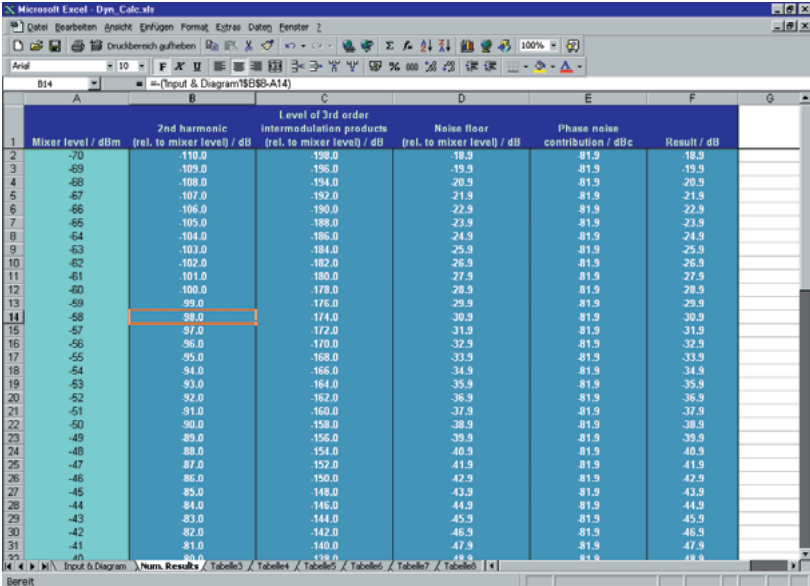 Microsoft Excel - Dyn_Calc.xls
Datei Bearbeiten Ansicht Einfügen Format Extras Daten Fenster ?
Druckbereich aufheben 100%
Arial 10 F K U
B14 = =-('Input & Diagram'!$B$8-A14)
A B C D E F G
1 Mixer level / dBm 2nd harmonic (rel. to mixer level) / dB Level of 3rd order intermodulation products (rel. to mixer level) / dB Noise floor (rel. to mixer level) / dB Phase noise contribution / dBc Result / dB
2 -70 -110.0 -198.0 -18.9 -81.9 -18.9
3 -69 -109.0 -196.0 -19.9 -81.9 -19.9
4 -68 -108.0 -194.0 -20.9 -81.9 -20.9
5 -67 -107.0 -192.0 -21.9 -81.9 -21.9
6 -66 -106.0 -190.0 -22.9 -81.9 -22.9
7 -65 -105.0 -188.0 -23.9 -81.9 -23.9
8 -64 -104.0 -186.0 -24.9 -81.9 -24.9
9 -63 -103.0 -184.0 -25.9 -81.9 -25.9
10 -62 -102.0 -182.0 -26.9 -81.9 -26.9
11 -61 -101.0 -180.0 -27.9 -81.9 -27.9
12 -60 -100.0 -178.0 -28.9 -81.9 -28.9
13 -59 -99.0 -176.0 -29.9 -81.9 -29.9
14 -58 -98.0 -174.0 -30.9 -81.9 -30.9
15 -57 -97.0 -172.0 -31.9 -81.9 -31.9
16 -56 -96.0 -170.0 -32.9 -81.9 -32.9
17 -55 -95.0 -168.0 -33.9 -81.9 -33.9
18 -54 -94.0 -166.0 -34.9 -81.9 -34.9
19 -53 -93.0 -164.0 -35.9 -81.9 -35.9
20 -52 -92.0 -162.0 -36.9 -81.9 -36.9
21 -51 -91.0 -160.0 -37.9 -81.9 -37.9
22 -50 -90.0 -158.0 -38.9 -81.9 -38.9
23 -49 -89.0 -156.0 -39.9 -81.9 -39.9
24 -48 -88.0 -154.0 -40.9 -81.9 -40.9
25 -47 -87.0 -152.0 -41.9 -81.9 -41.9
26 -46 -86.0 -150.0 -42.9 -81.9 -42.9
27 -45 -85.0 -148.0 -43.9 -81.9 -43.9
28 -44 -84.0 -146.0 -44.9 -81.9 -44.9
29 -43 -83.0 -144.0 -45.9 -81.9 -45.9
30 -42 -82.0 -142.0 -46.9 -81.9 -46.9
31 -41 -81.0 -140.0 -47.9 -81.9 -47.9
32 -40 -80.0 -138.0 -48.9 -81.9 -48.9
Input & Diagram Num. Results Tabelle3 Tabelle4 Tabelle5 Tabelle6 Tabelle7 Tabelle8
Bereit